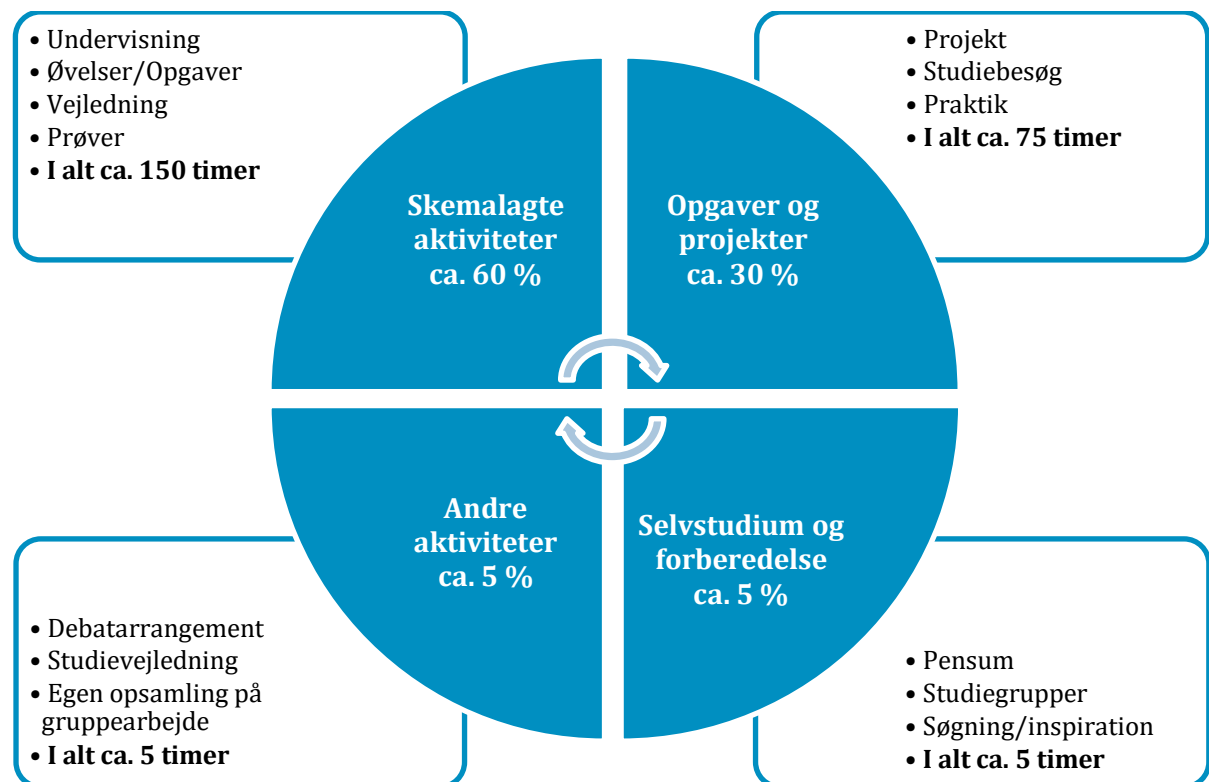 • Undervisning
• Øvelser/Opgaver
• Vejledning
• Prøver
• I alt ca. 150 timer
• Projekt
• Studiebesøg
• Praktik
• I alt ca. 75 timer
Skemalagte
aktiviteter
ca. 60 %
Opgaver og
projekter
ca. 30 %
Andre
aktiviteter
ca. 5 %
Selvstudium og
forberedelse
ca. 5 %
• Debatarrangement
• Studievejledning
• Egen opsamling på
gruppearbejde
• I alt ca. 5 timer
• Pensum
• Studiegrupper
• Søgning/inspiration
• I alt ca. 5 timer